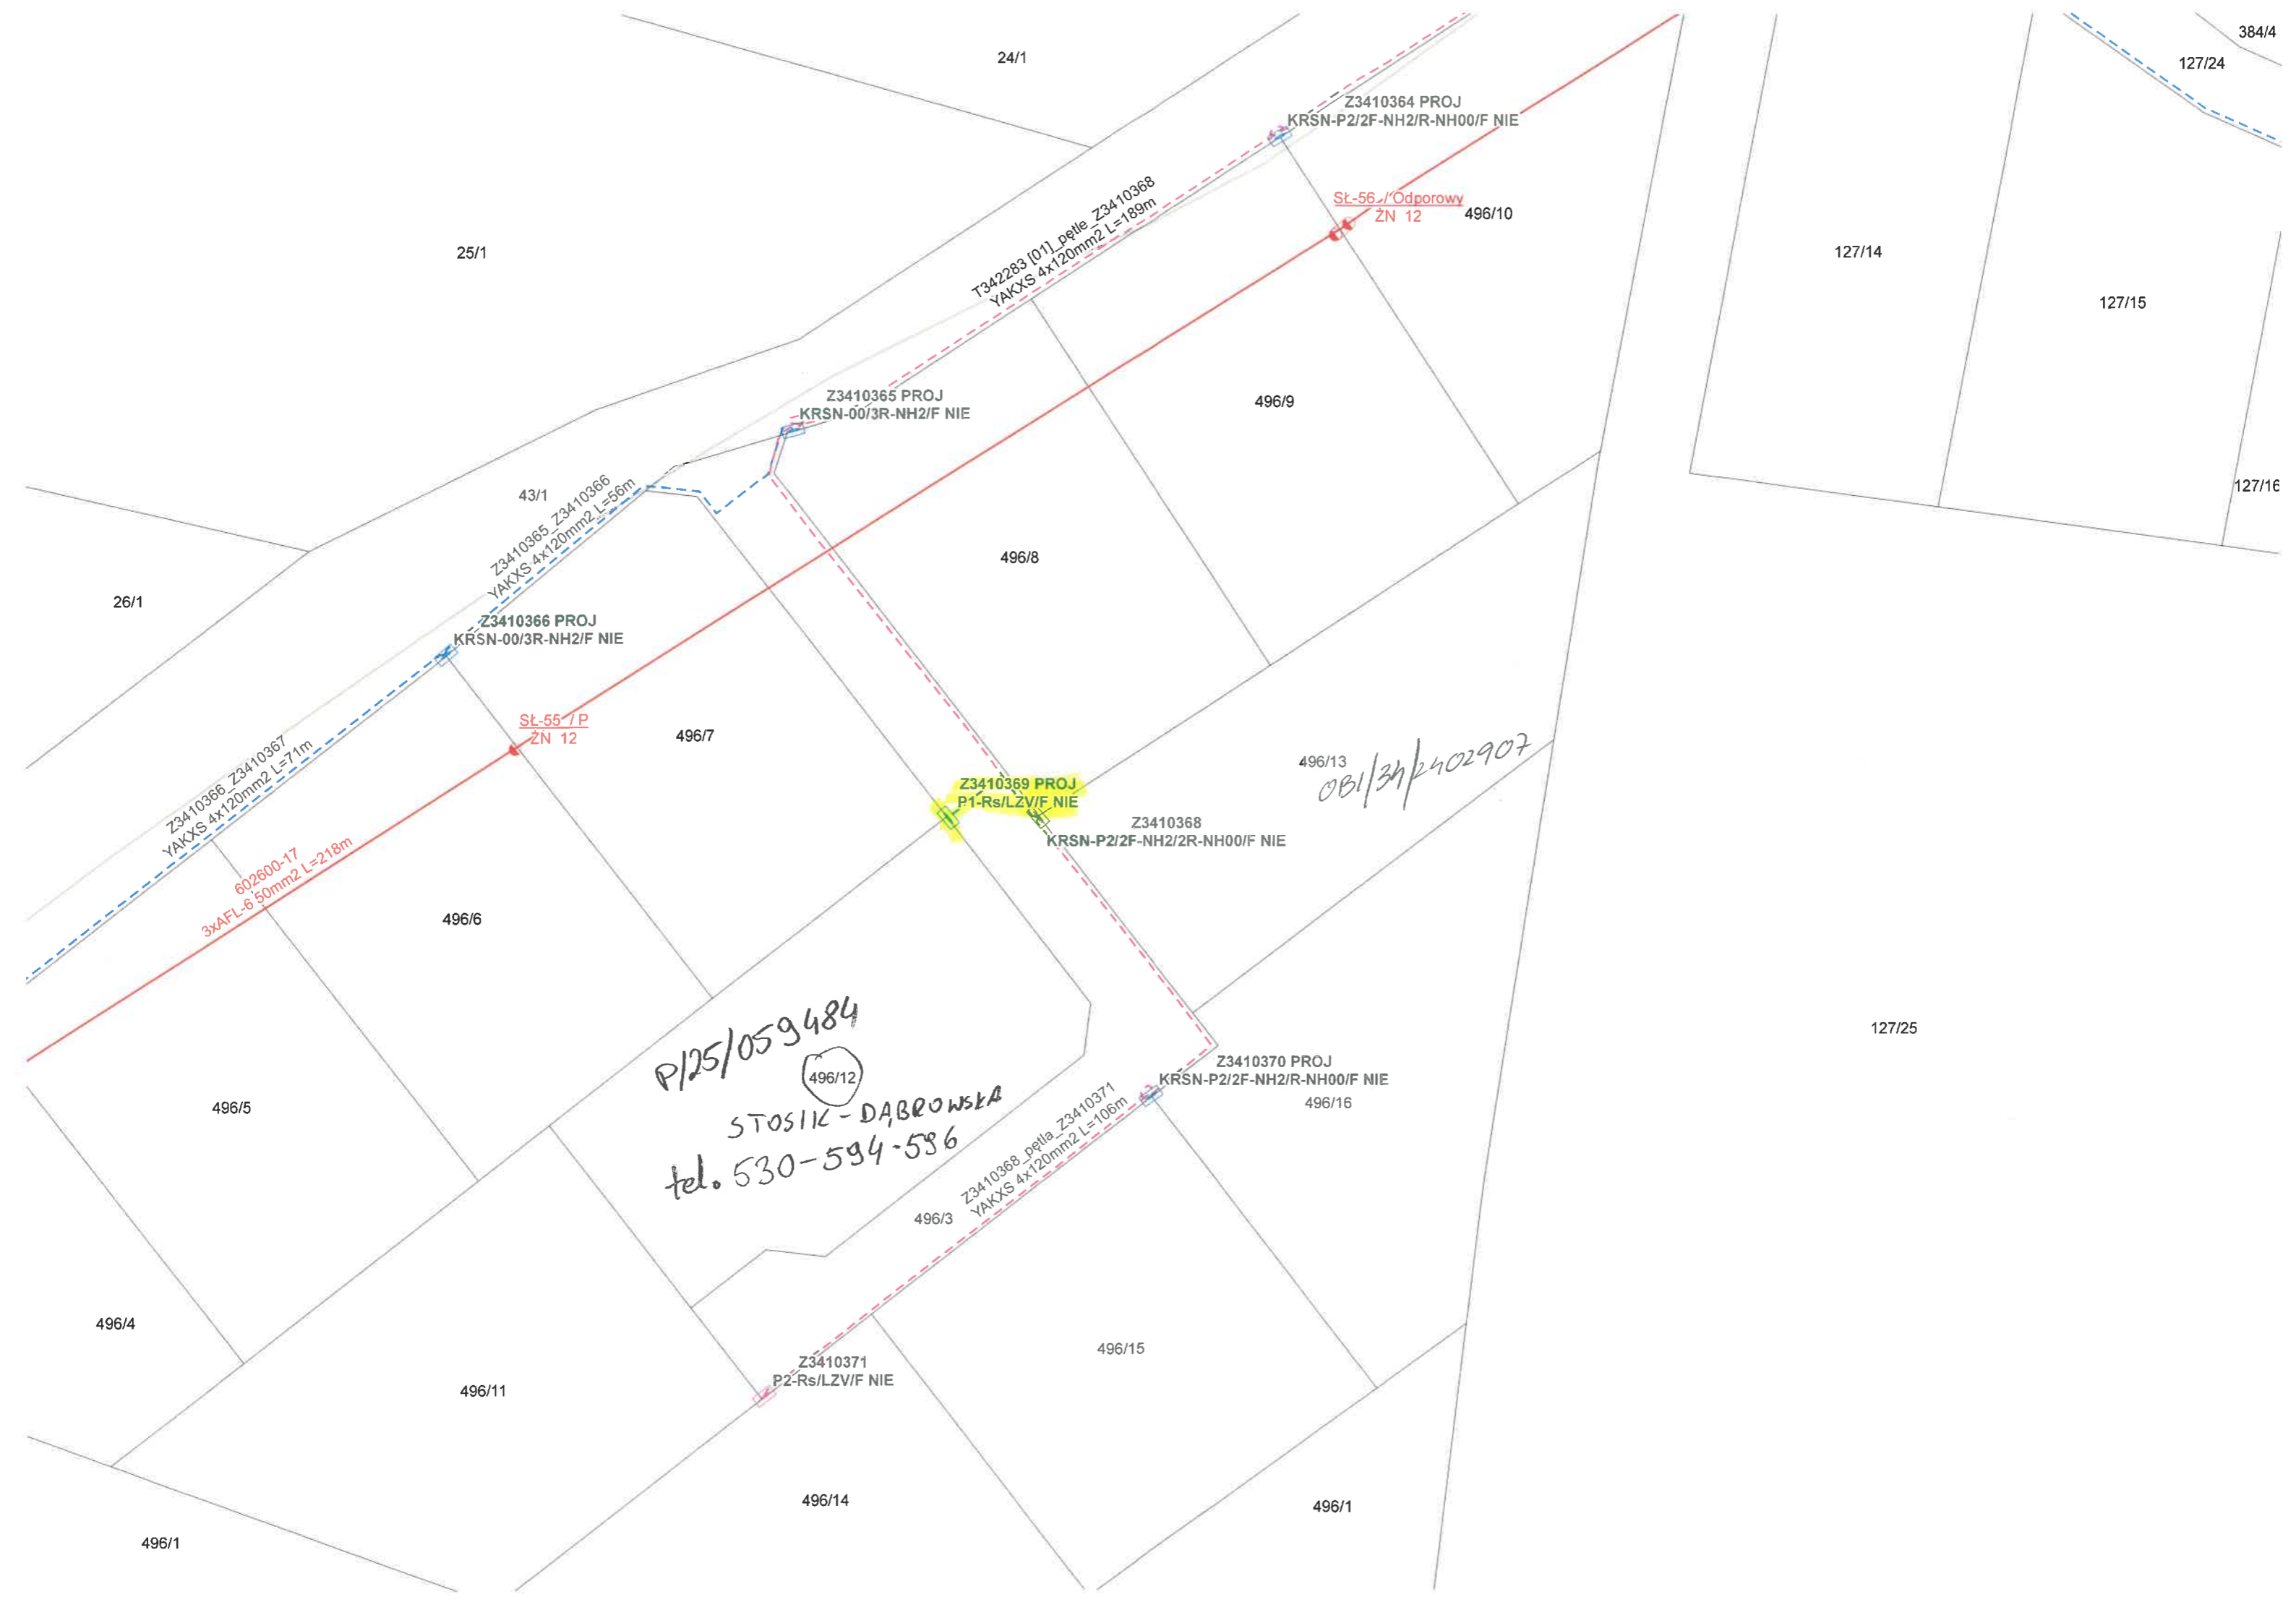 384/4
24/1
127/24
Z3410364 PROJ
KRSN-P2/2F-NH2/R-NH00/F NIE
SŁ-56 / Odporowy
ŻN 12
496/10
T342283 [01]_pętle_Z3410368
YAKXS 4x120mm2 L=189m
25/1
127/14
127/15
Z3410365 PROJ
KRSN-00/3R-NH2/F NIE
496/9
127/16
43/1
Z3410365_Z3410366
YAKXS 4x120mm2 L=56m
496/8
26/1
Z3410366 PROJ
KRSN-00/3R-NH2/F NIE
SŁ-55 / P
ŻN 12
496/7
496/13
OBI/34/2402907
Z3410366_Z3410367
YAKXS 4x120mm2 L=71m
Z3410369 PROJ
P1-Rs/LZV/F NIE
Z3410368
KRSN-P2/2F-NH2/2R-NH00/F NIE
602600-17
3xAFL-6 50mm2 L=218m
496/6
P/25/059484
496/12
STOSIK-DĄBROWSKA
tel. 530-594-596
127/25
Z3410370 PROJ
KRSN-P2/2F-NH2/R-NH00/F NIE
496/16
496/5
Z3410368_pętla_Z3410371
YAKXS 4x120mm2 L=106m
496/3
496/4
496/15
Z3410371
P2-Rs/LZV/F NIE
496/11
496/14
496/1
496/1